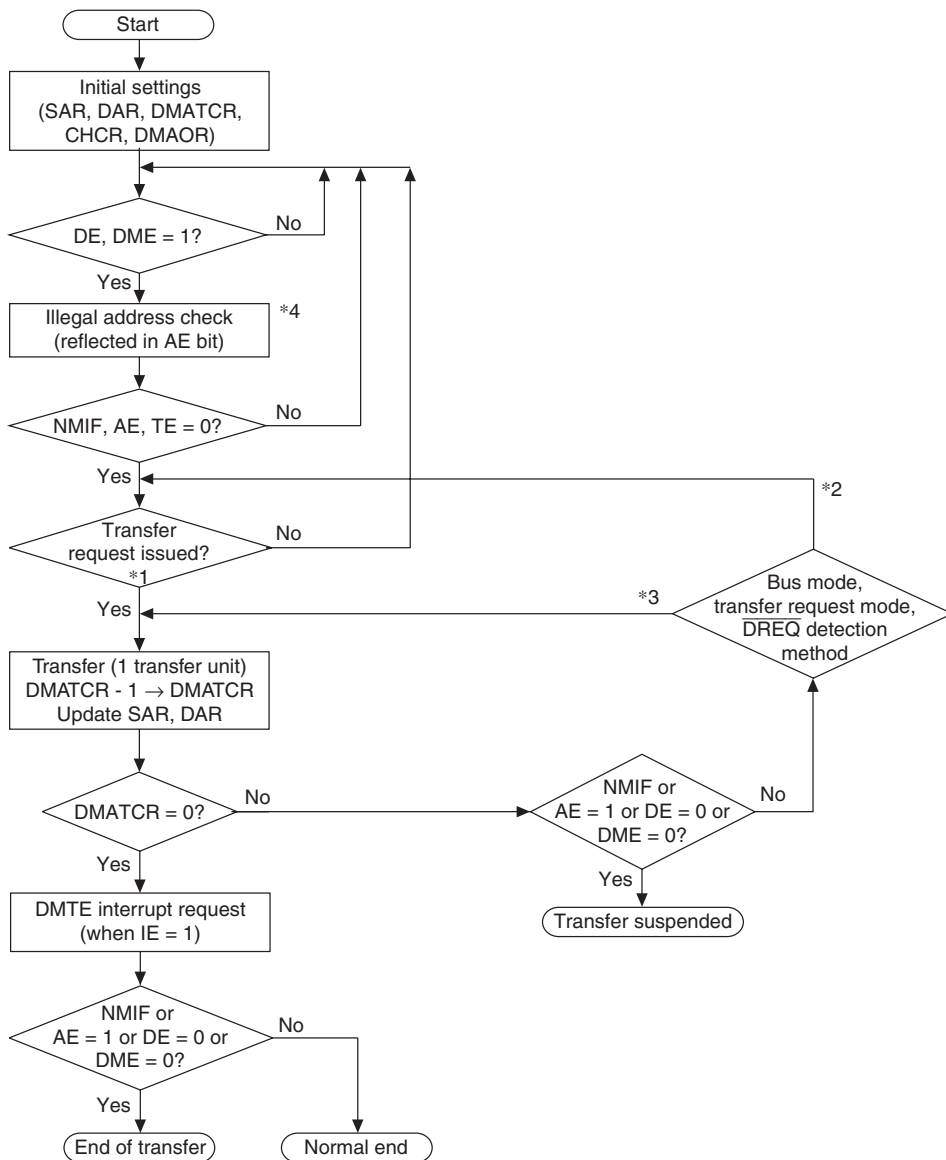 Start
Initial settings
(SAR, DAR, DMATCR,
CHCR, DMAOR)
DE, DME = 1?
No
Yes
Illegal address check
(reflected in AE bit)
*4
NMIF, AE, TE = 0?
No
Yes
*2
Transfer
request issued?
*1
No
Yes
Bus mode,
transfer request mode,
DREQ detection
method
*3
Transfer (1 transfer unit)
DMATCR - 1 → DMATCR
Update SAR, DAR
DMATCR = 0?
No
Yes
NMIF or
AE = 1 or DE = 0 or
DME = 0?
No
Yes
Transfer suspended
DMTE interrupt request
(when IE = 1)
NMIF or
AE = 1 or DE = 0 or
DME = 0?
No
Yes
End of transfer
Normal end